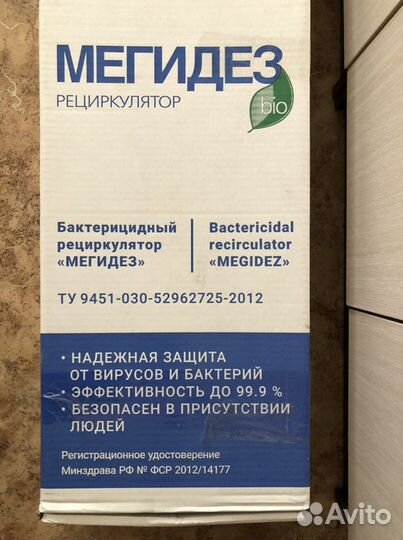 МЕГИДЕЗ
РЕЦИРКУЛЯТОР
bio
Бактерицидный
рециркулятор
«МЕГИДЕЗ»
Bactericidal
recirculator
«MEGIDEZ»
ТУ 9451-030-52962725-2012
• НАДЕЖНАЯ ЗАЩИТА
ОТ ВИРУСОВ И БАКТЕРИЙ
• ЭФФЕКТИВНОСТЬ ДО 99.9 %
• БЕЗОПАСЕН В ПРИСУТСТВИИ
ЛЮДЕЙ
Регистрационное удостоверение
Минздрава РФ № ФСР 2012/14177
Avito